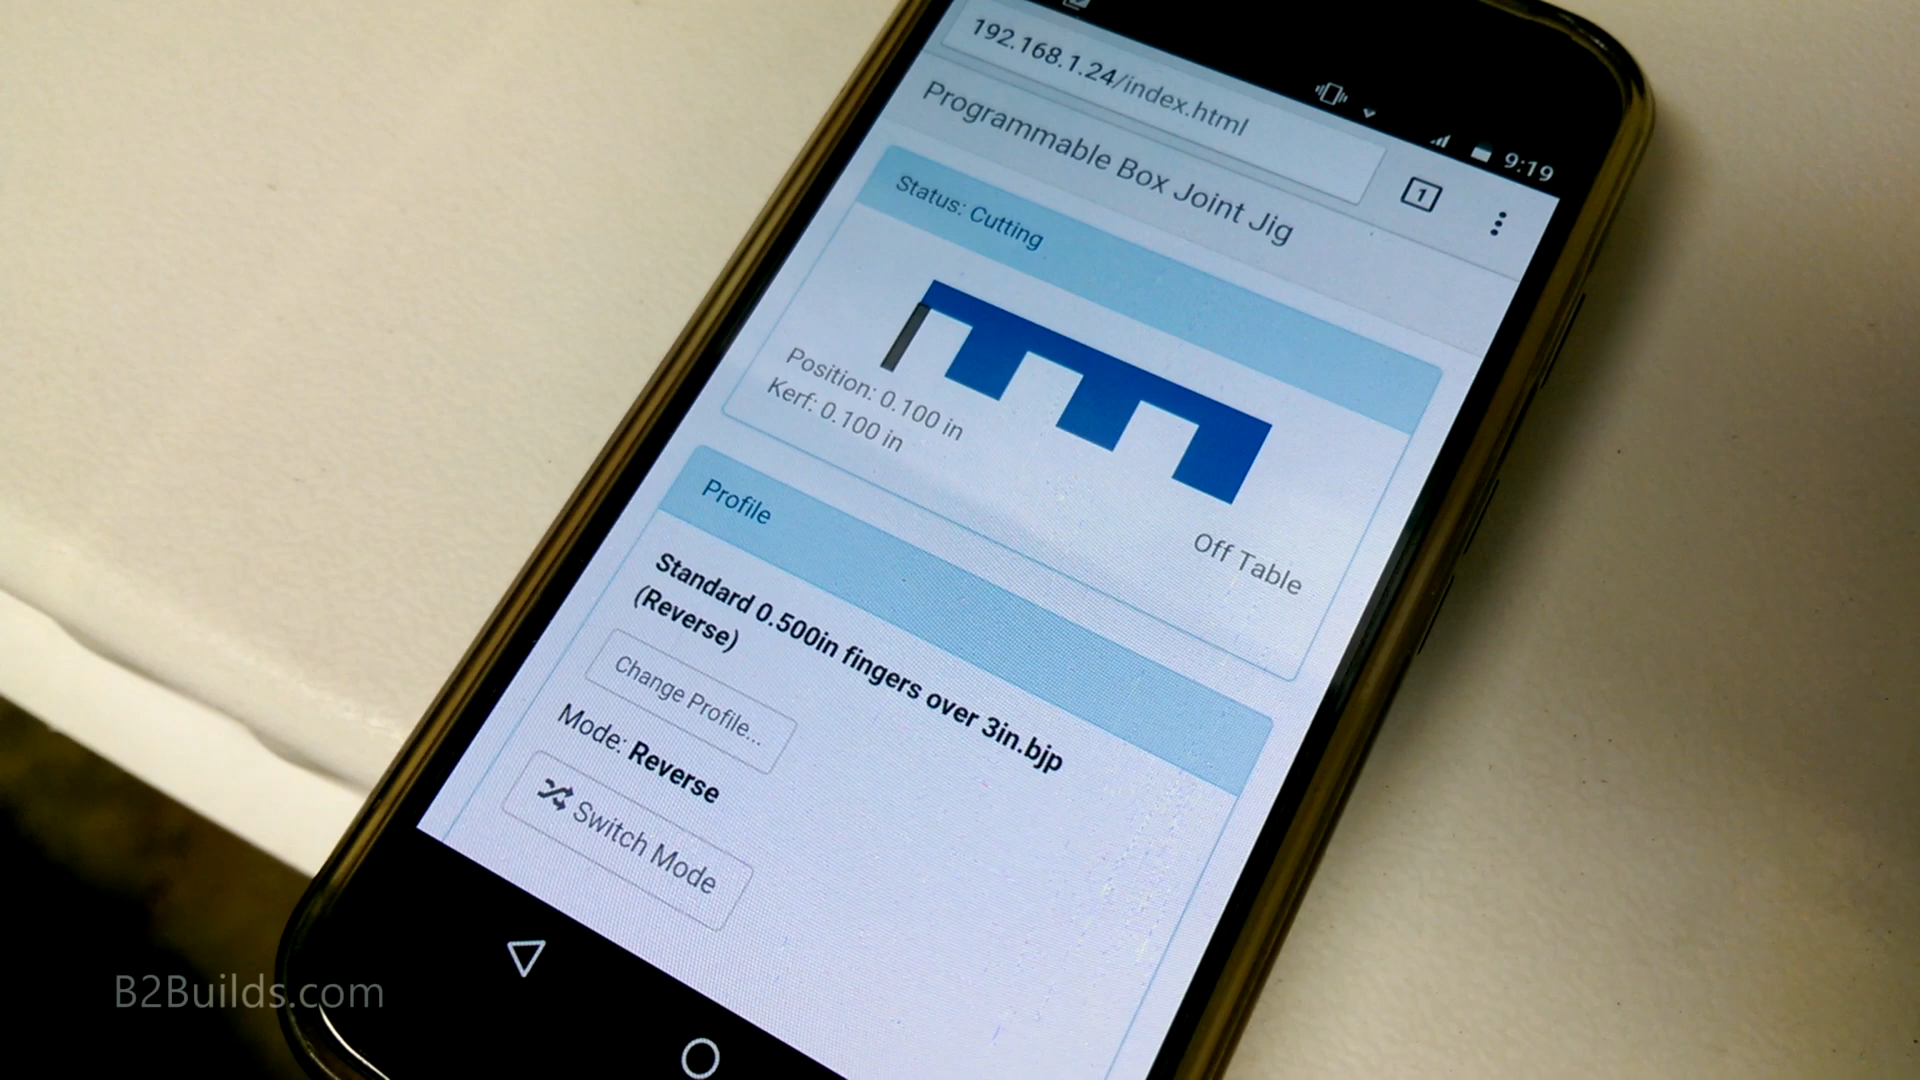 9:19
192.168.1.24/index.html
1
Programmable Box Joint Jig
Status: Cutting
Position: 0.100 in
Kerf: 0.100 in
Off Table
Profile
Standard 0.500in fingers over 3in.bjp
(Reverse)
Change Profile...
Mode: Reverse
Switch Mode
B2Builds.com